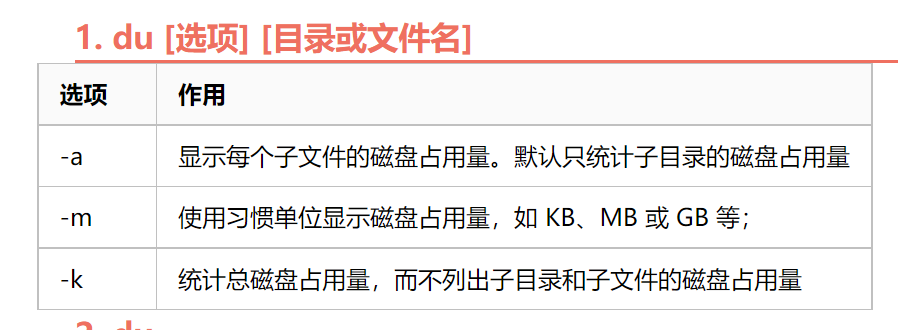 1. du [选项] [目录或文件名]
选项 作用
-a 显示每个子文件的磁盘占用量。默认只统计子目录的磁盘占用量
-m 使用习惯单位显示磁盘占用量，如 KB、MB 或 GB 等；
-k 统计总磁盘占用量，而不列出子目录和子文件的磁盘占用量
2. du